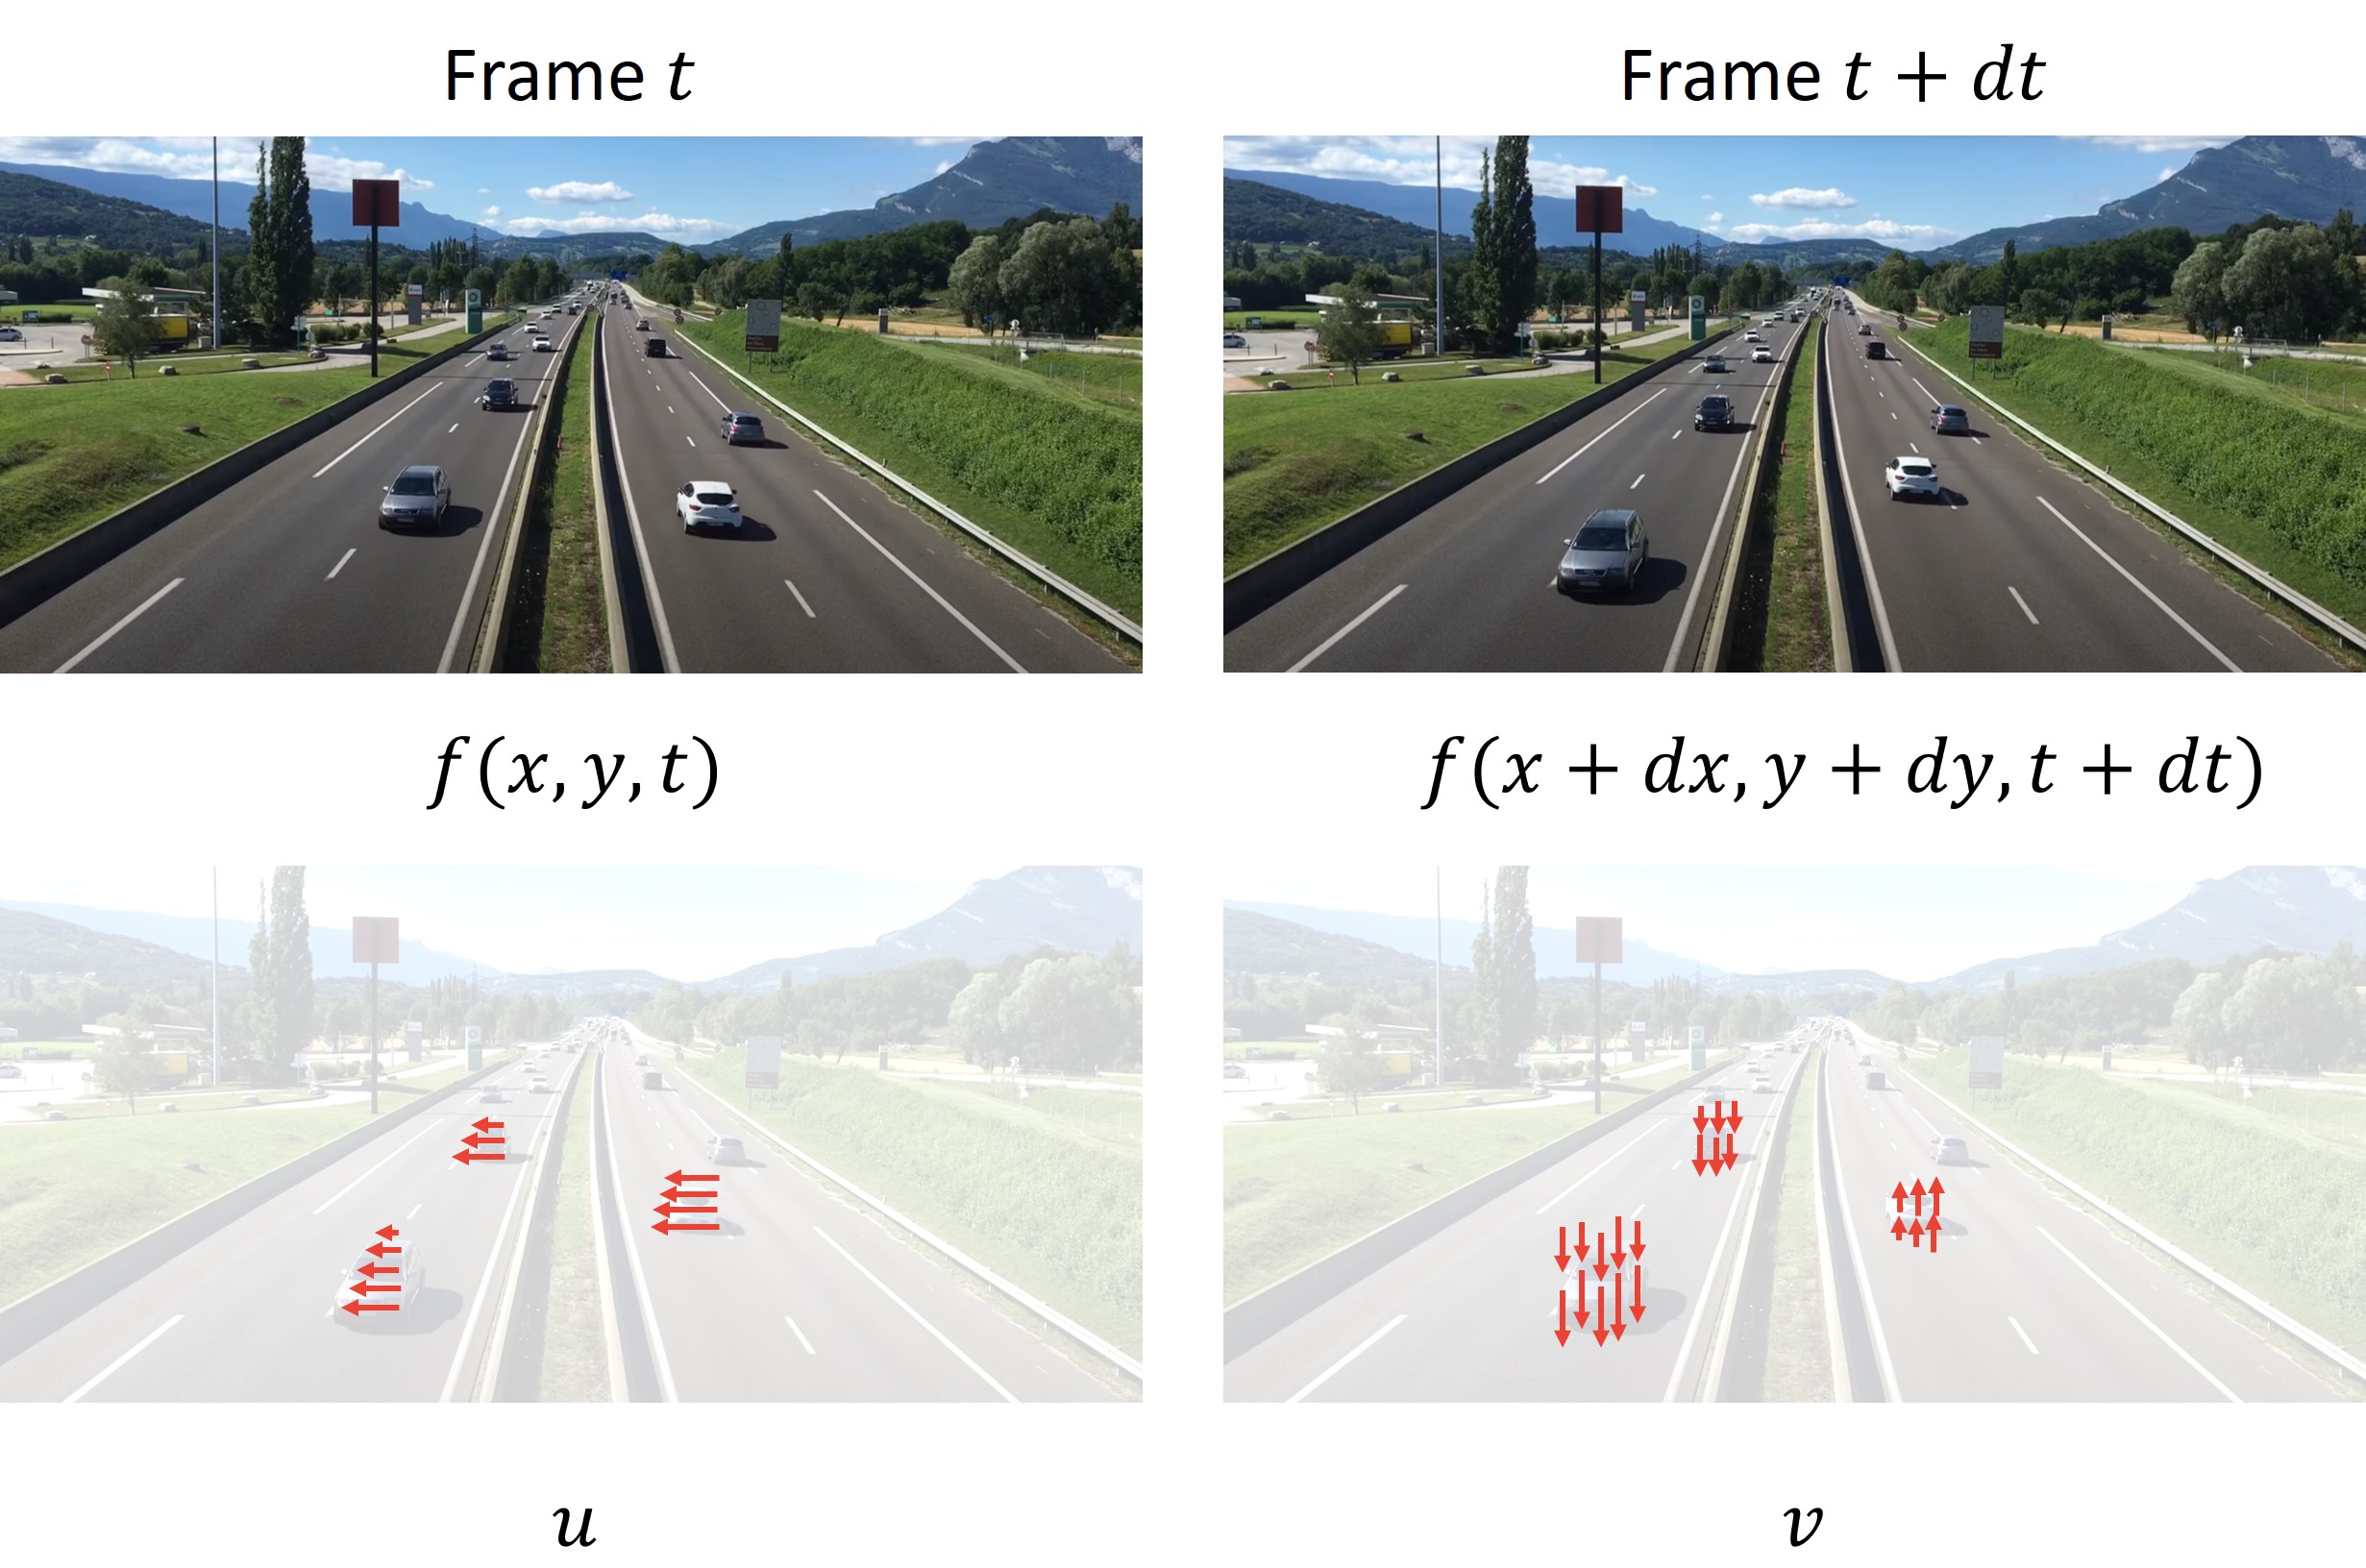 Frame t
Frame t + dt
f(x, y, t)
f(x + dx, y + dy, t + dt)
u
v